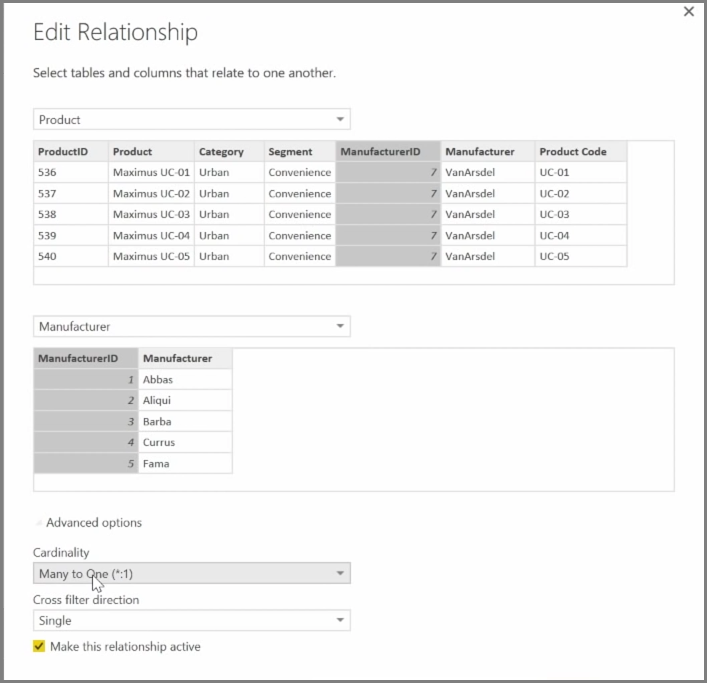 Edit Relationship
Select tables and columns that relate to one another.
Product
ProductID Product Category Segment ManufacturerID Manufacturer Product Code
536 Maximus UC-01 Urban Convenience 7 VanArsdel UC-01
537 Maximus UC-02 Urban Convenience 7 VanArsdel UC-02
538 Maximus UC-03 Urban Convenience 7 VanArsdel UC-03
539 Maximus UC-04 Urban Convenience 7 VanArsdel UC-04
540 Maximus UC-05 Urban Convenience 7 VanArsdel UC-05
Manufacturer
ManufacturerID Manufacturer
1 Abbas
2 Aliqui
3 Barba
4 Currus
5 Fama
Advanced options
Cardinality
Many to One (*:1)
Cross filter direction
Single
Make this relationship active